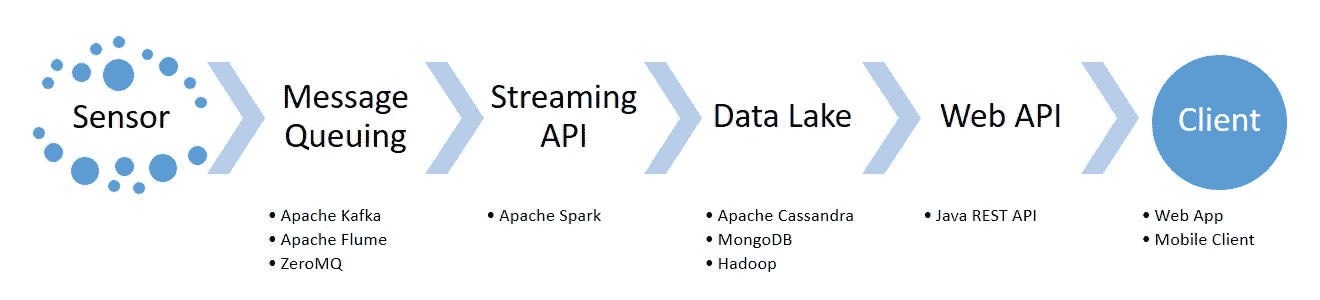 Sensor
Message
Queuing
Streaming
API
Data Lake
Web API
Client
• Apache Kafka
• Apache Flume
• ZeroMQ
• Apache Spark
• Apache Cassandra
• MongoDB
• Hadoop
• Java REST API
• Web App
• Mobile Client